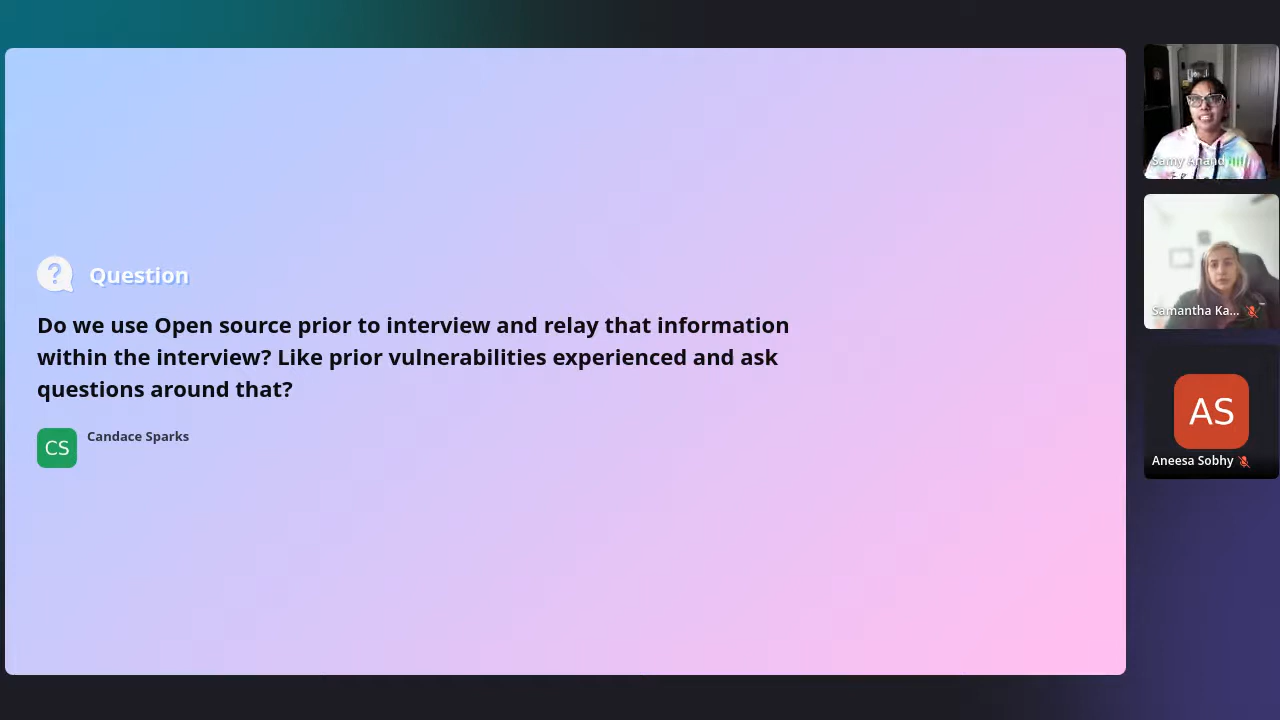 Question
Do we use Open source prior to interview and relay that information
within the interview? Like prior vulnerabilities experienced and ask
questions around that?
CS
Candace Sparks
Samy Anand
Samantha Ka...
AS
Aneesa Sobhy